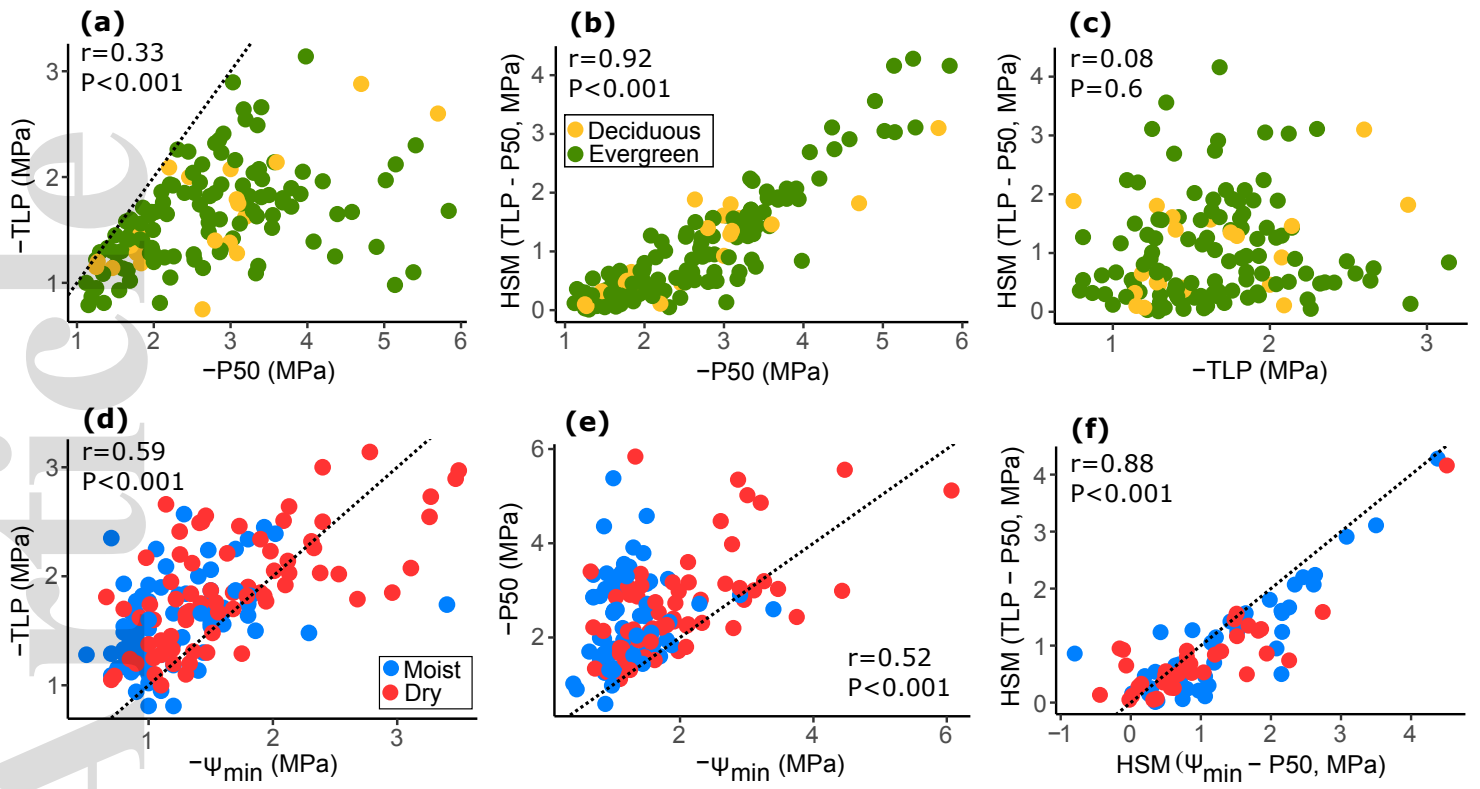 (a)
r=0.33
P<0.001
3
2
1
−TLP (MPa)
1 2 3 4 5 6
−P50 (MPa)
(b)
r=0.92
P<0.001
Deciduous
Evergreen
4
3
2
1
0
HSM (TLP - P50, MPa)
1 2 3 4 5 6
−P50 (MPa)
(c)
r=0.08
P=0.6
4
3
2
1
0
HSM (TLP - P50, MPa)
1 2 3
−TLP (MPa)
(d)
r=0.59
P<0.001
3
2
1
−TLP (MPa)
Moist
Dry
1 2 3
−Ψmin (MPa)
(e)
6
4
2
−P50 (MPa)
r=0.52
P<0.001
2 4 6
−Ψmin (MPa)
(f)
r=0.88
P<0.001
4
3
2
1
0
HSM (TLP − P50, MPa)
−1 0 1 2 3 4
HSM (Ψmin − P50, MPa)
Article